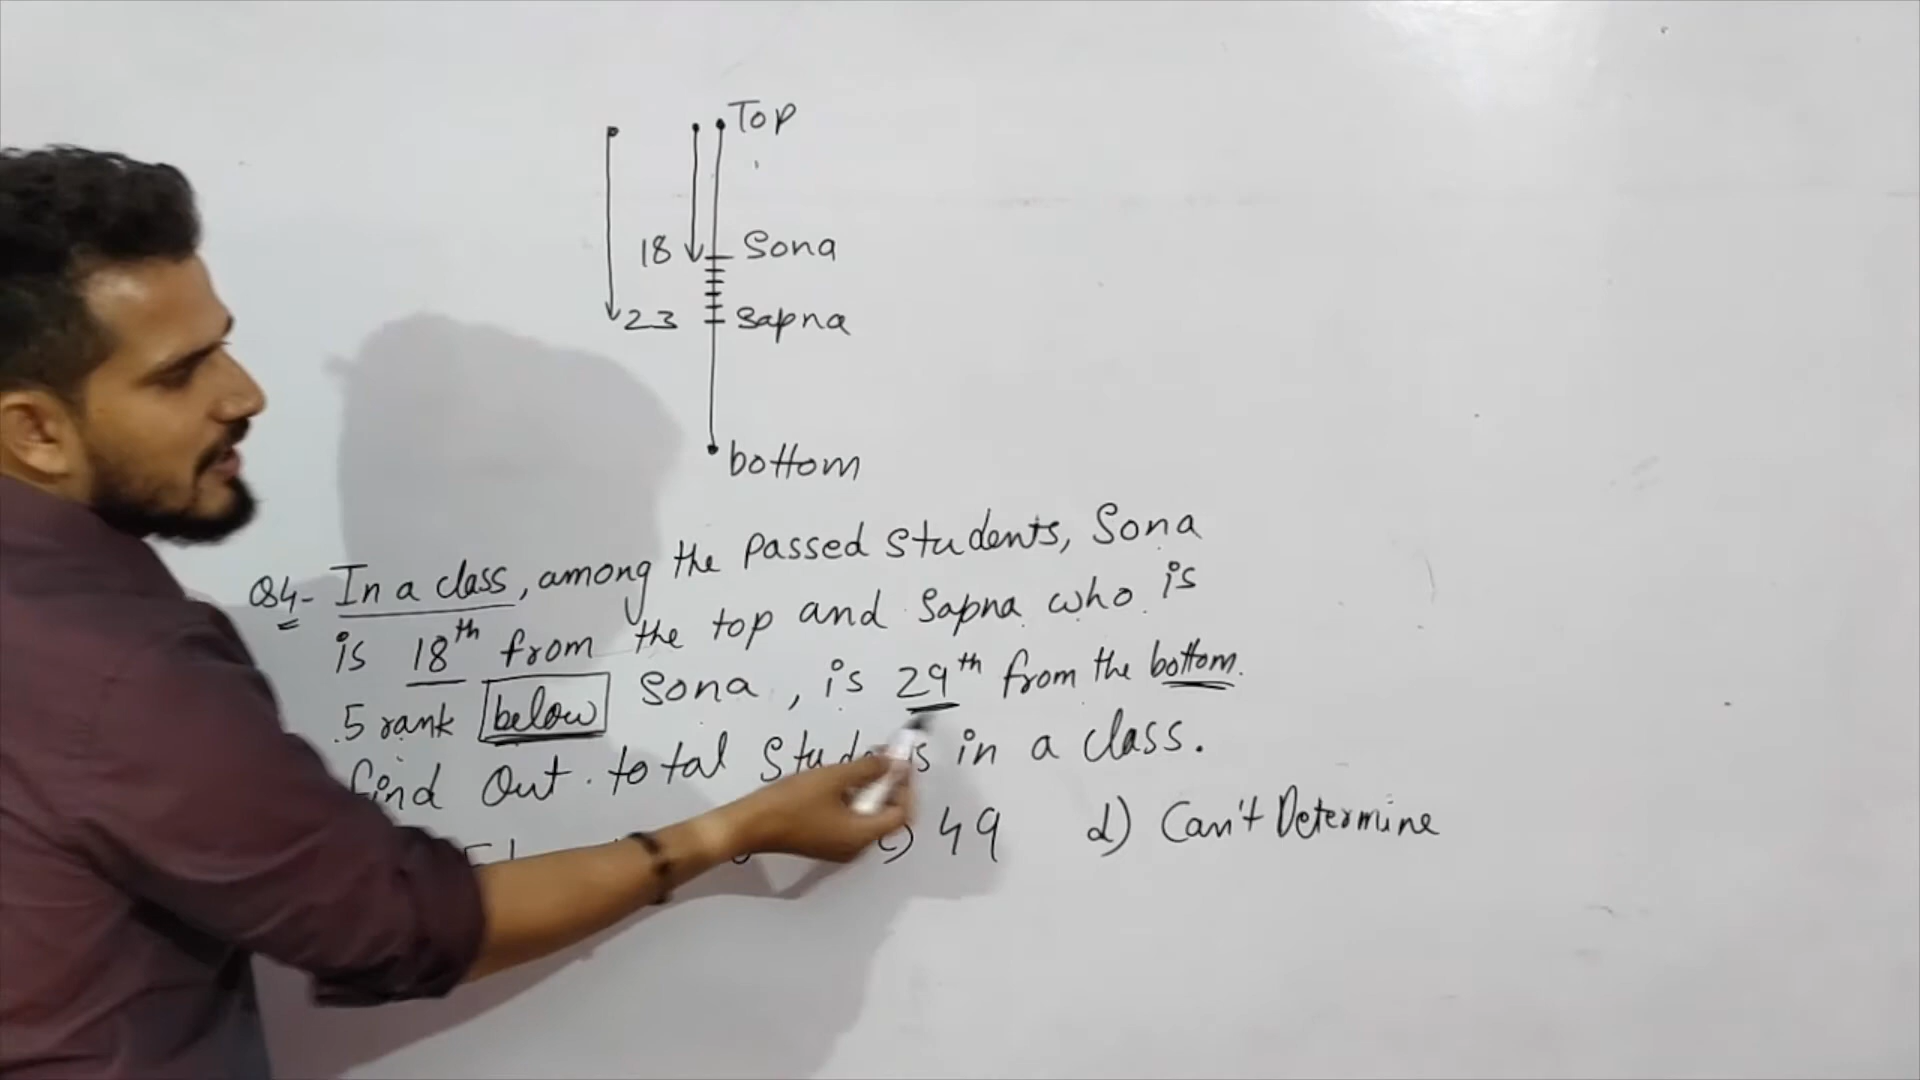 Top
18 Sona
23 Sapna
bottom
Q4- In a class, among the passed students, Sona
is 18th from the top and Sapna who is
5 rank below Sona, is 29th from the bottom.
find out total in a class.
49 d) Can't Determine